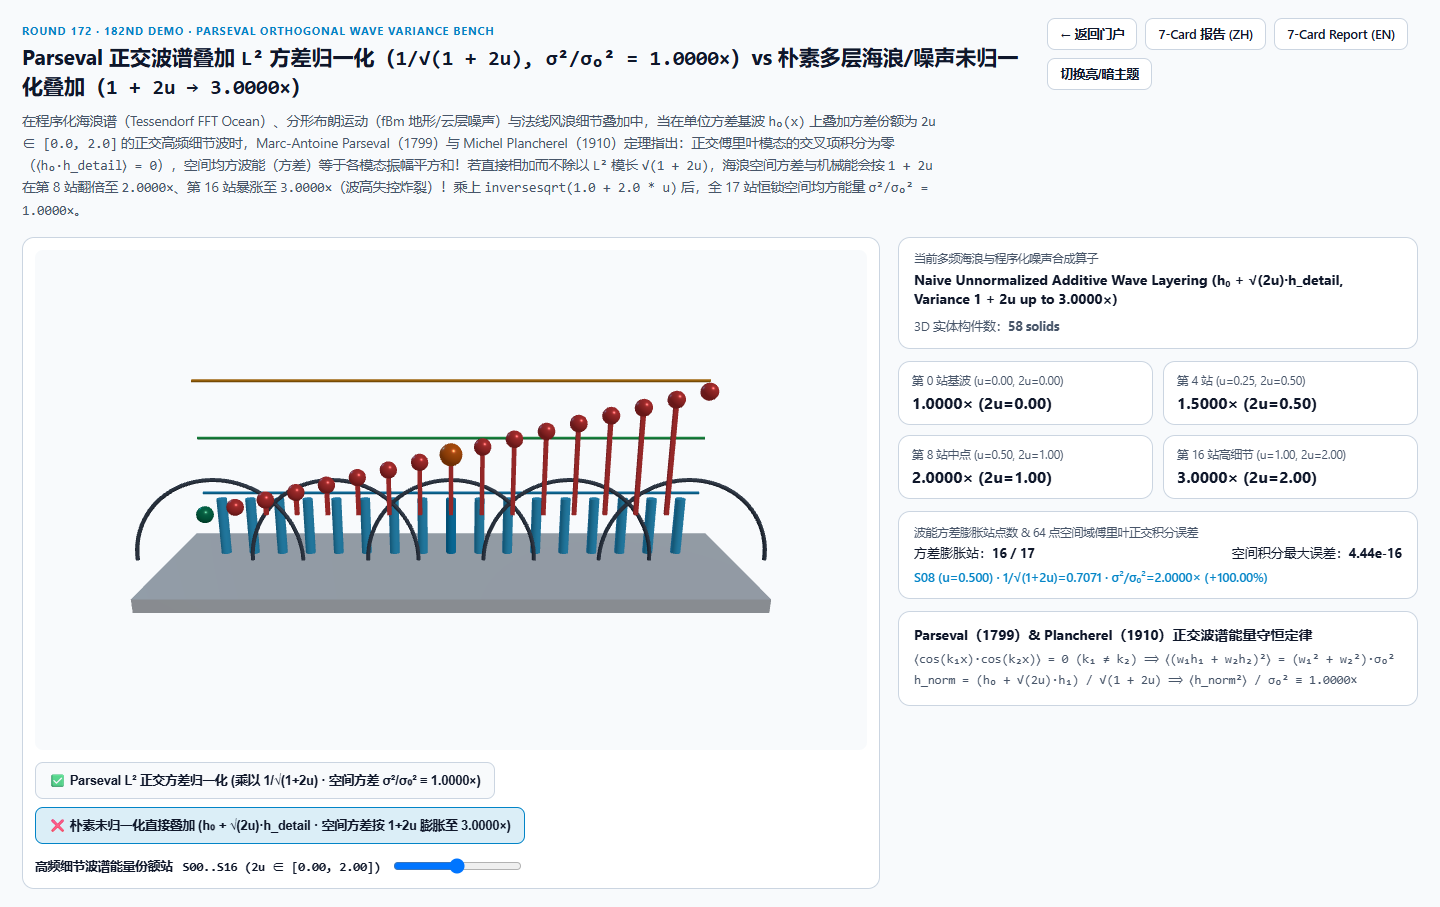 ROUND 172 · 182ND DEMO · PARSEVAL ORTHOGONAL WAVE VARIANCE BENCH
Parseval 正交波谱叠加 L² 方差归一化（1/√(1 + 2u), σ²/σ₀² = 1.0000×）vs 朴素多层海浪/噪声未归一
化叠加（1 + 2u → 3.0000×）
← 返回门户
7-Card 报告 (ZH)
7-Card Report (EN)
切换亮/暗主题
在程序化海浪谱（Tessendorf FFT Ocean）、分形布朗运动（fBm 地形/云层噪声）与法线风浪细节叠加中，当在单位方差基波 h₀(x) 上叠加方差份额为 2u
∈ [0.0, 2.0] 的正交高频细节波时，Marc-Antoine Parseval（1799）与 Michel Plancherel（1910）定理指出：正交傅里叶模态的交叉项积分为零
（⟨h₀·h_detail⟩ = 0），空间均方波能（方差）等于各模态振幅平方和！若直接相加而不除以 L² 模长 √(1 + 2u)，海浪空间方差与机械能会按 1 + 2u
在第 8 站翻倍至 2.0000×、第 16 站暴涨至 3.0000×（波高失控炸裂）！乘上 inversesqrt(1.0 + 2.0 * u) 后，全 17 站恒锁空间均方能量 σ²/σ₀² =
1.0000×。
当前多频海浪与程序化噪声合成算子
Naive Unnormalized Additive Wave Layering (h₀ + √(2u)·h_detail,
Variance 1 + 2u up to 3.0000×)
3D 实体构件数：58 solids
第 0 站基波 (u=0.00, 2u=0.00)
1.0000× (2u=0.00)
第 4 站 (u=0.25, 2u=0.50)
1.5000× (2u=0.50)
第 8 站中点 (u=0.50, 2u=1.00)
2.0000× (2u=1.00)
第 16 站高细节 (u=1.00, 2u=2.00)
3.0000× (2u=2.00)
波能方差膨胀站点数 & 64 点空间域傅里叶正交积分误差
方差膨胀站：16 / 17
空间积分最大误差：4.44e-16
S08 (u=0.500) · 1/√(1+2u)=0.7071 · σ²/σ₀²=2.0000× (+100.00%)
Parseval（1799）& Plancherel（1910）正交波谱能量守恒定律
⟨cos(k₁x)·cos(k₂x)⟩ = 0 (k₁ ≠ k₂) ⟹ ⟨(w₁h₁ + w₂h₂)²⟩ = (w₁² + w₂²)·σ₀²
h_norm = (h₀ + √(2u)·h₁) / √(1 + 2u) ⟹ ⟨h_norm²⟩ / σ₀² ≡ 1.0000×
✅ Parseval L² 正交方差归一化 (乘以 1/√(1+2u) · 空间方差 σ²/σ₀² ≡ 1.0000×)
❌ 朴素未归一化直接叠加 (h₀ + √(2u)·h_detail · 空间方差按 1+2u 膨胀至 3.0000×)
高频细节波谱能量份额站 S00..S16 (2u ∈ [0.00, 2.00])